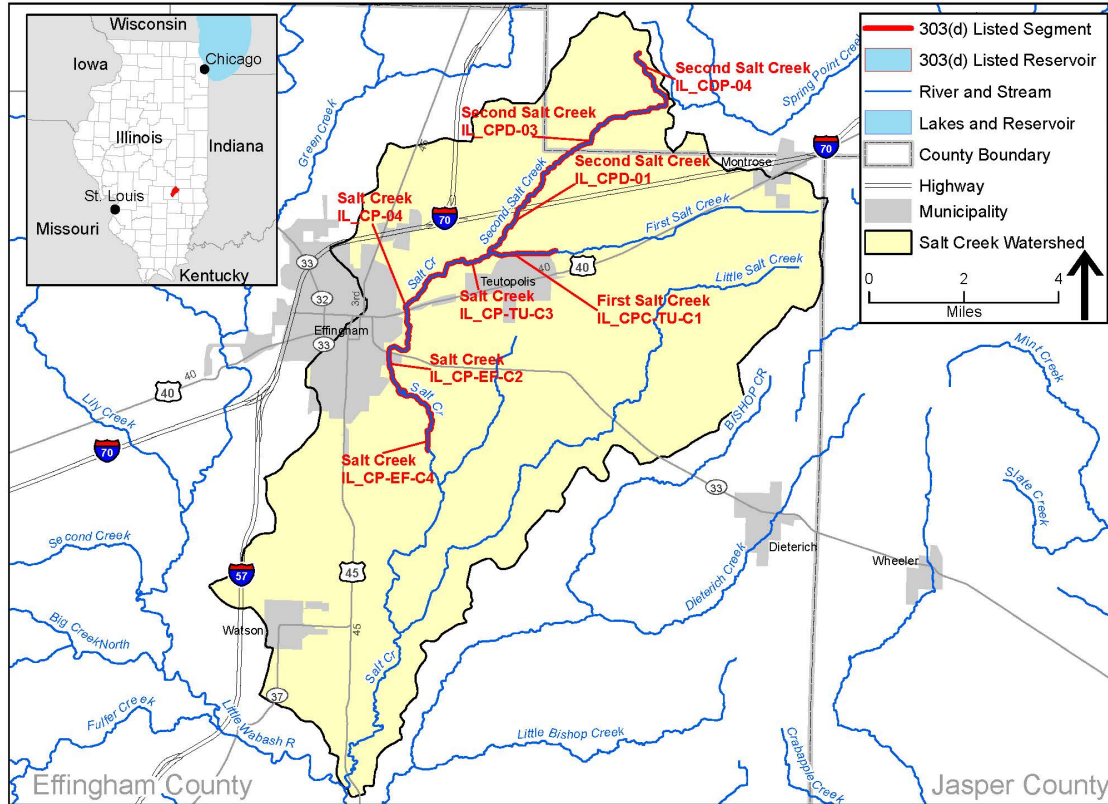 Wisconsin
Iowa
Chicago
Illinois
Indiana
St. Louis
Missouri
Kentucky
303(d) Listed Segment
303(d) Listed Reservoir
River and Stream
Lakes and Reservoir
County Boundary
Highway
Municipality
Salt Creek Watershed
0 2 4
Miles
Second Salt Creek
IL_CDP-04
Spring Point Creek
Second Salt Creek
IL_CPD-03
Green Creek
45
70
Montrose
Second Salt Creek
IL_CPD-01
Salt Creek
IL_CP-04
70
Second Salt Creek
First Salt Creek
33
Salt Cr
40
40
Little Salt Creek
32
3rd
Teutopolis
Salt Creek
IL_CP-TU-C3
First Salt Creek
IL_CPC-TU-C1
Effingham
33
40
40
Salt Creek
IL_CP-EF-C2
Mint Creek
Salt Cr
BISHOP CR
Lily Creek
70
Salt Creek
IL_CP-EF-C4
33
Slate Creek
Second Creek
Dieterich
Wheeler
57
45
Dieterich Creek
Big Creek North
Watson
45
Salt Cr
37
Fulfer Creek
Little Wabash R
Little Bishop Creek
Crabapple Creek
Effingham County
Jasper County